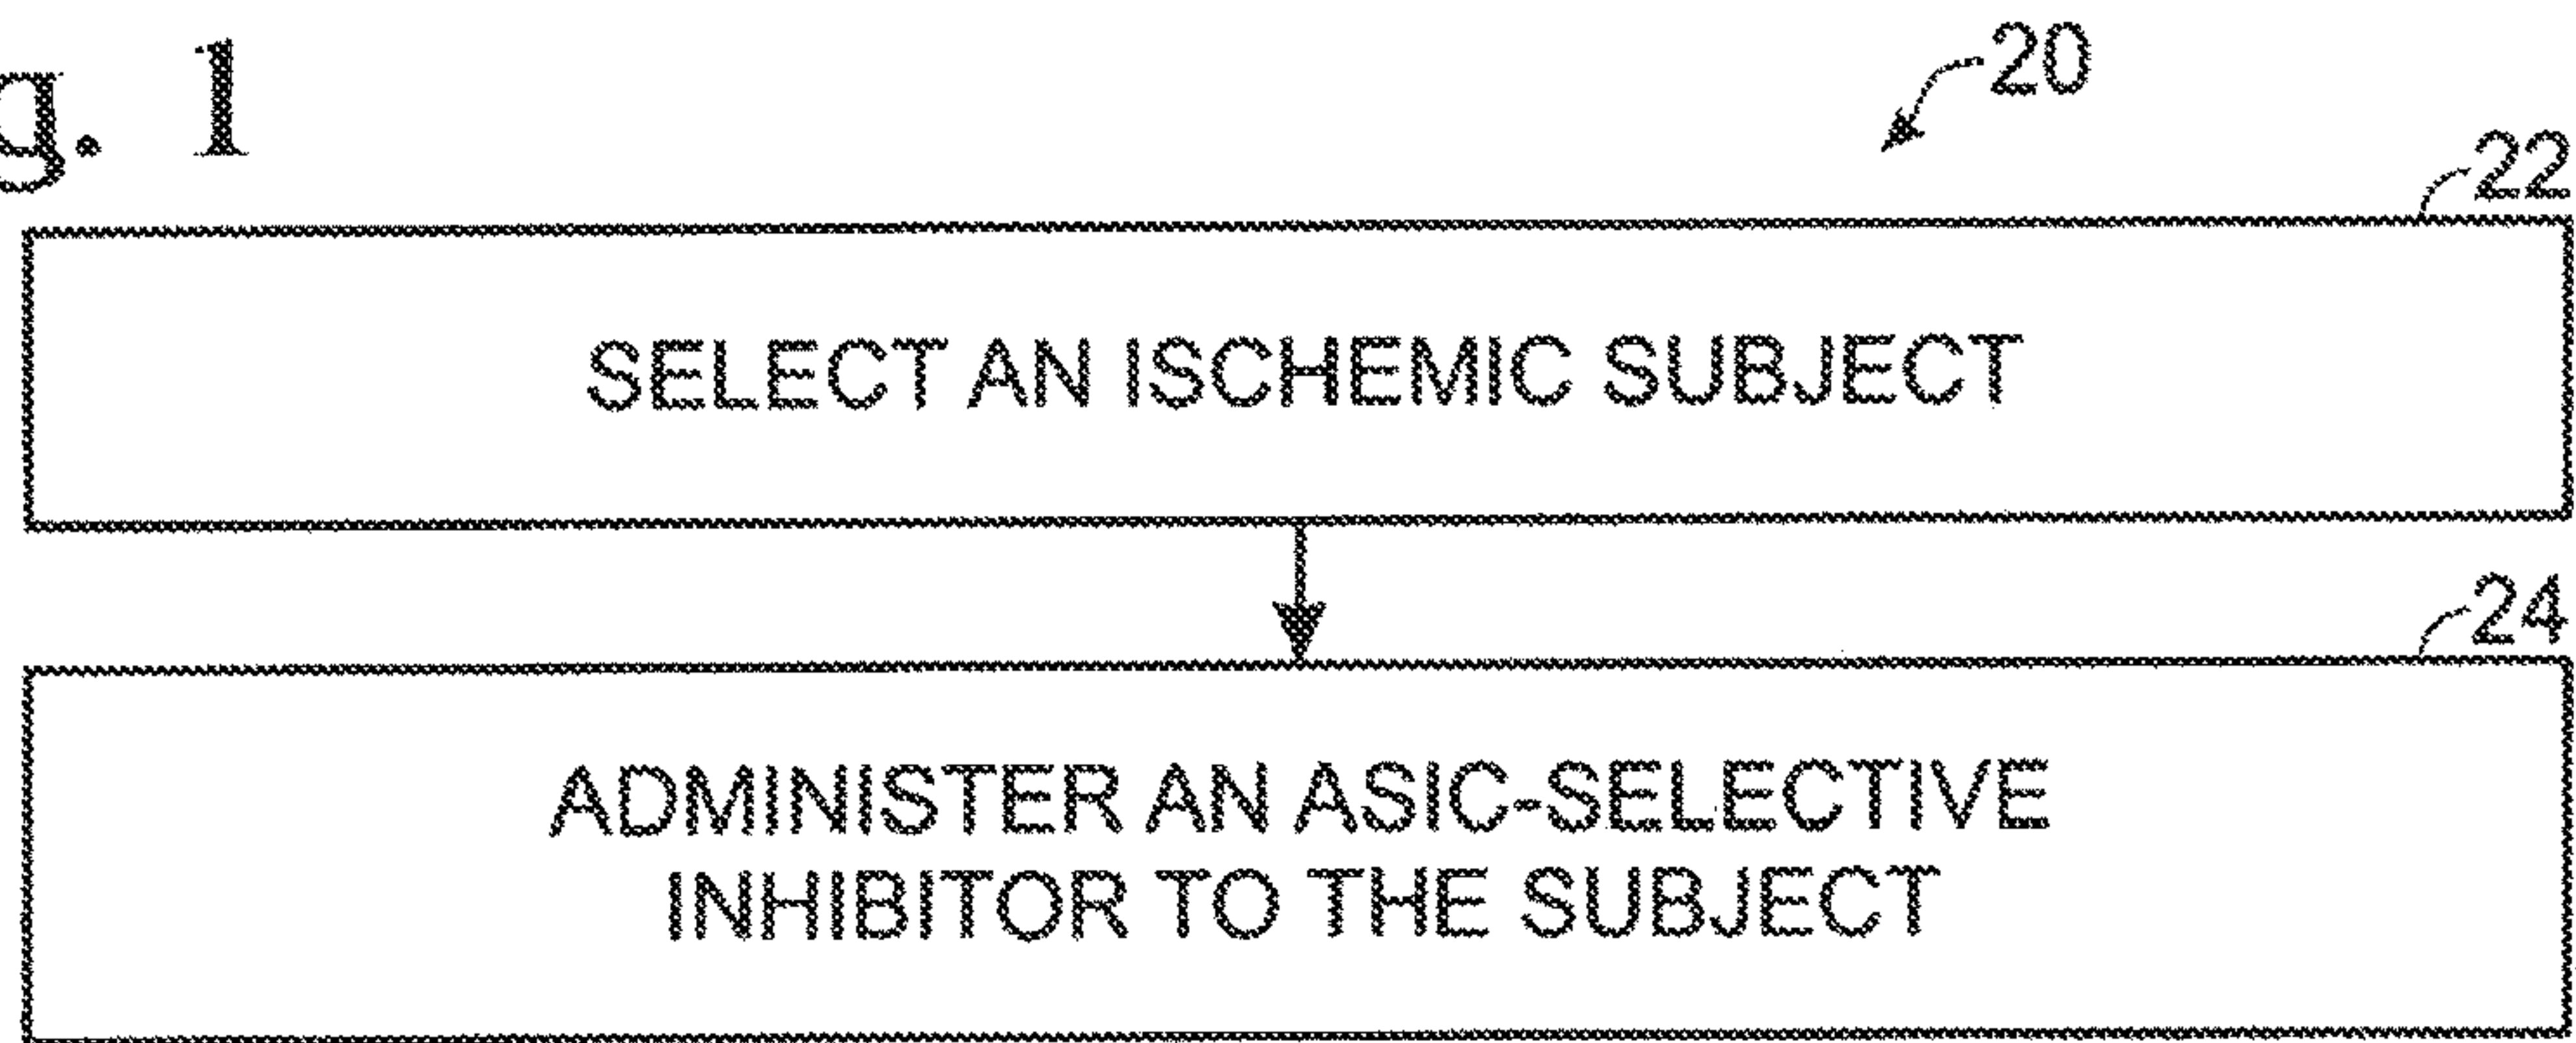 g. 1
20
22
SELECT AN ISCHEMIC SUBJECT
24
ADMINISTER AN ASIC-SELECTIVE
INHIBITOR TO THE SUBJECT